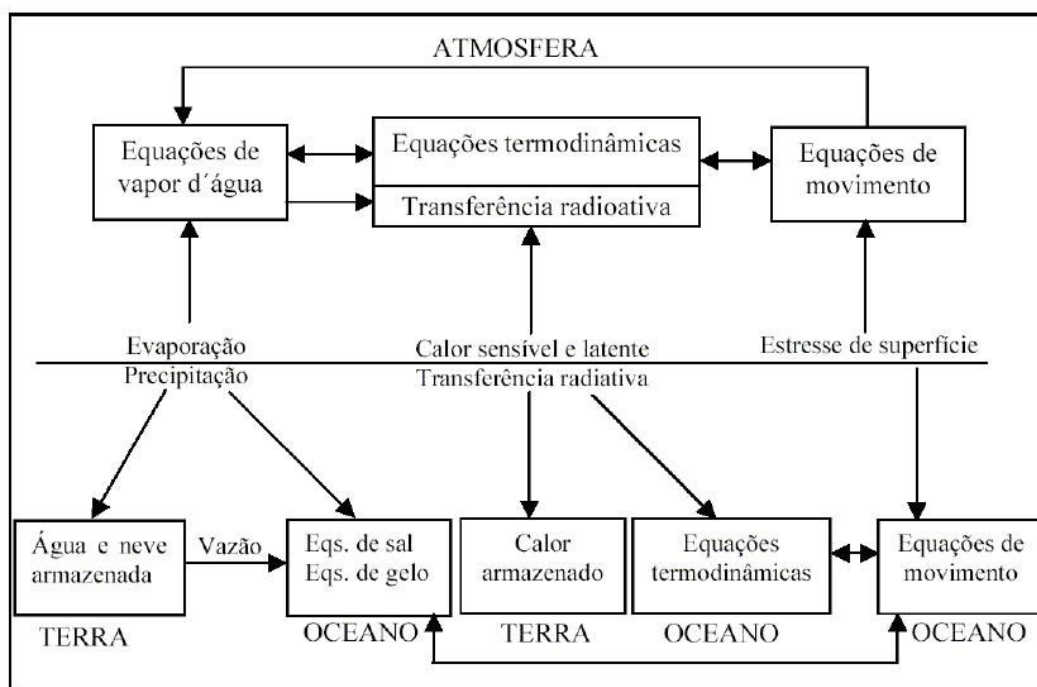 ATMOSFERA
Equações de
vapor d´água
Equações termodinâmicas
Transferência radioativa
Equações de
movimento
Evaporação
Precipitação
Calor sensível e latente
Transferência radiativa
Estresse de superfície
Água e neve
armazenada
Vazão
Eqs. de sal
Eqs. de gelo
Calor
armazenado
Equações
termodinâmicas
Equações de
movimento
TERRA
OCEANO
TERRA
OCEANO
OCEANO